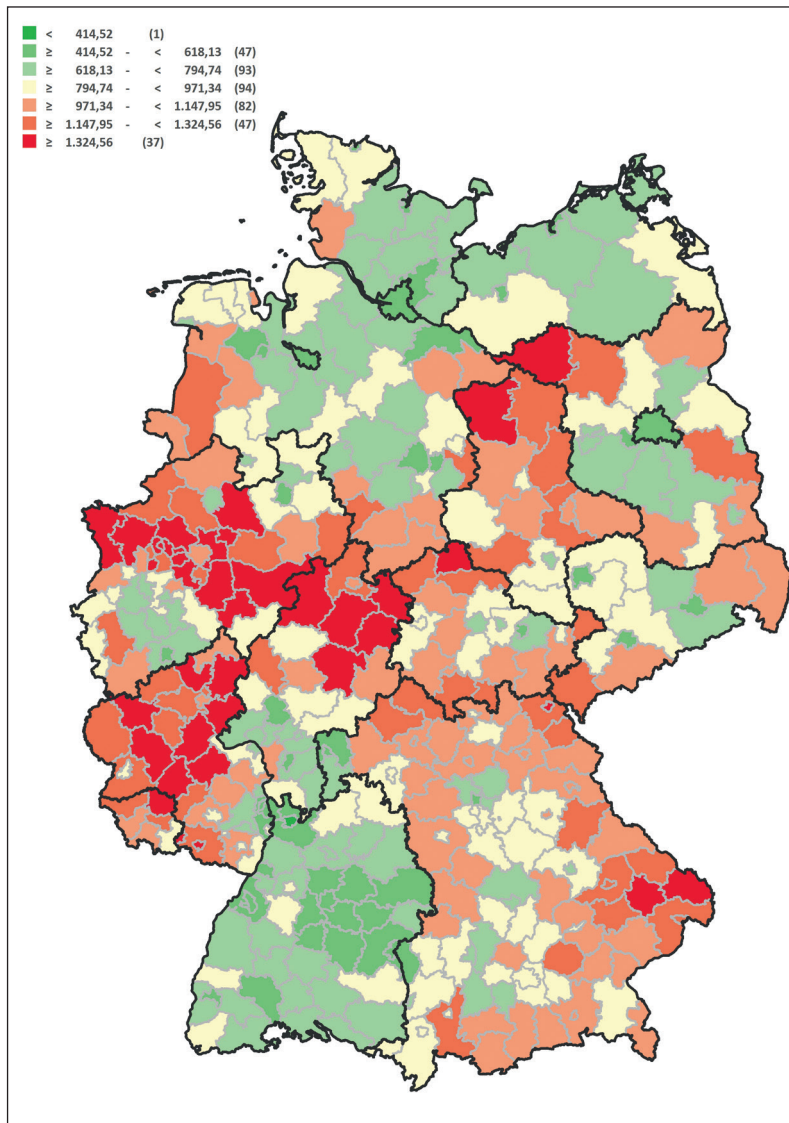 < 414,52 (1)
≥ 414,52 - < 618,13 (47)
≥ 618,13 - < 794,74 (93)
≥ 794,74 - < 971,34 (94)
≥ 971,34 - < 1.147,95 (82)
≥ 1.147,95 - < 1.324,56 (47)
≥ 1.324,56 (37)